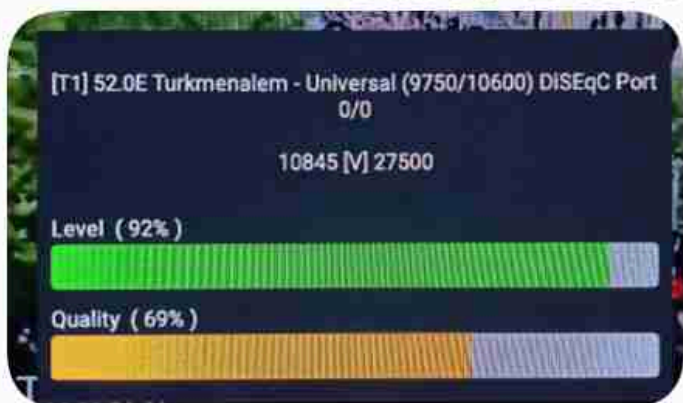 [T1] 52.0E Turkmenalem - Universal (9750/10600) DiSEqC Port
0/0
10845 [V] 27500
Level ( 92% )
Quality ( 69% )
T